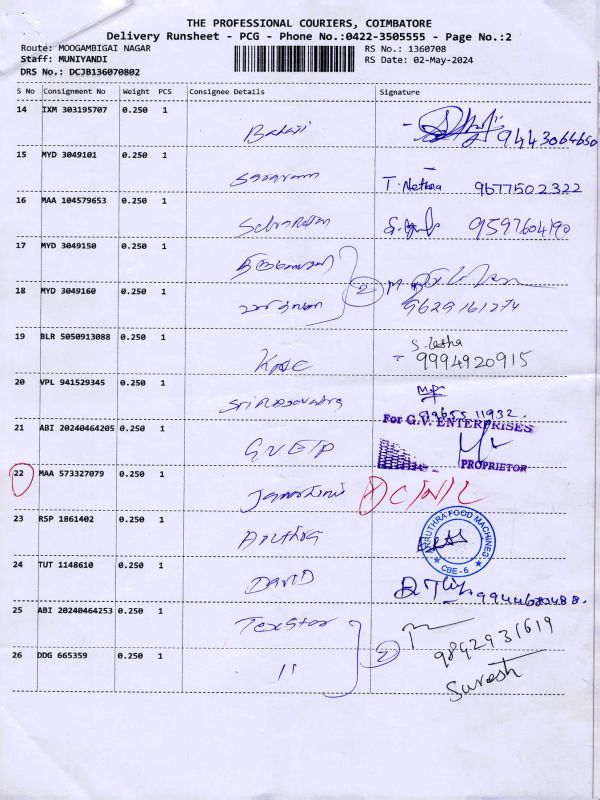 THE PROFESSIONAL COURIERS, COIMBATORE
Delivery Runsheet - PCG - Phone No.:0422-3505555 - Page No.:2
Route: MOOGAMBIGAI NAGAR RS No.: 1360708
Staff: MUNIYANDI RS Date: 02-May-2024
DRS No.: DCJB136070802
S No Consignment No Weight PCS Consignee Details Signature
14 IXM 303195707 0.250 1
Balaji 9443064650
15 MYD 3049101 0.250 1
T. Nethra 9677502322
16 MAA 104579653 0.250 1
9597604190
17 MYD 3049150 0.250 1
2
18 MYD 3049160 0.250 1
9629161274
19 BLR 5050913088 0.250 1
9994920915
20 VPL 941529345 0.250 1
21 ABI 20240464205 0.250 1
For G.V. ENTERPRISES
PROPRIETOR
22 MAA 573327079 0.250 1
23 RSP 1861402 0.250 1
ARRUTHRA FOOD MACHINES
CBE-6
24 TUT 1148610 0.250 1
David
25 ABI 20240464253 0.250 1
Texstar 9842931619
26 DDG 665359 0.250 1
11 2 Suresh